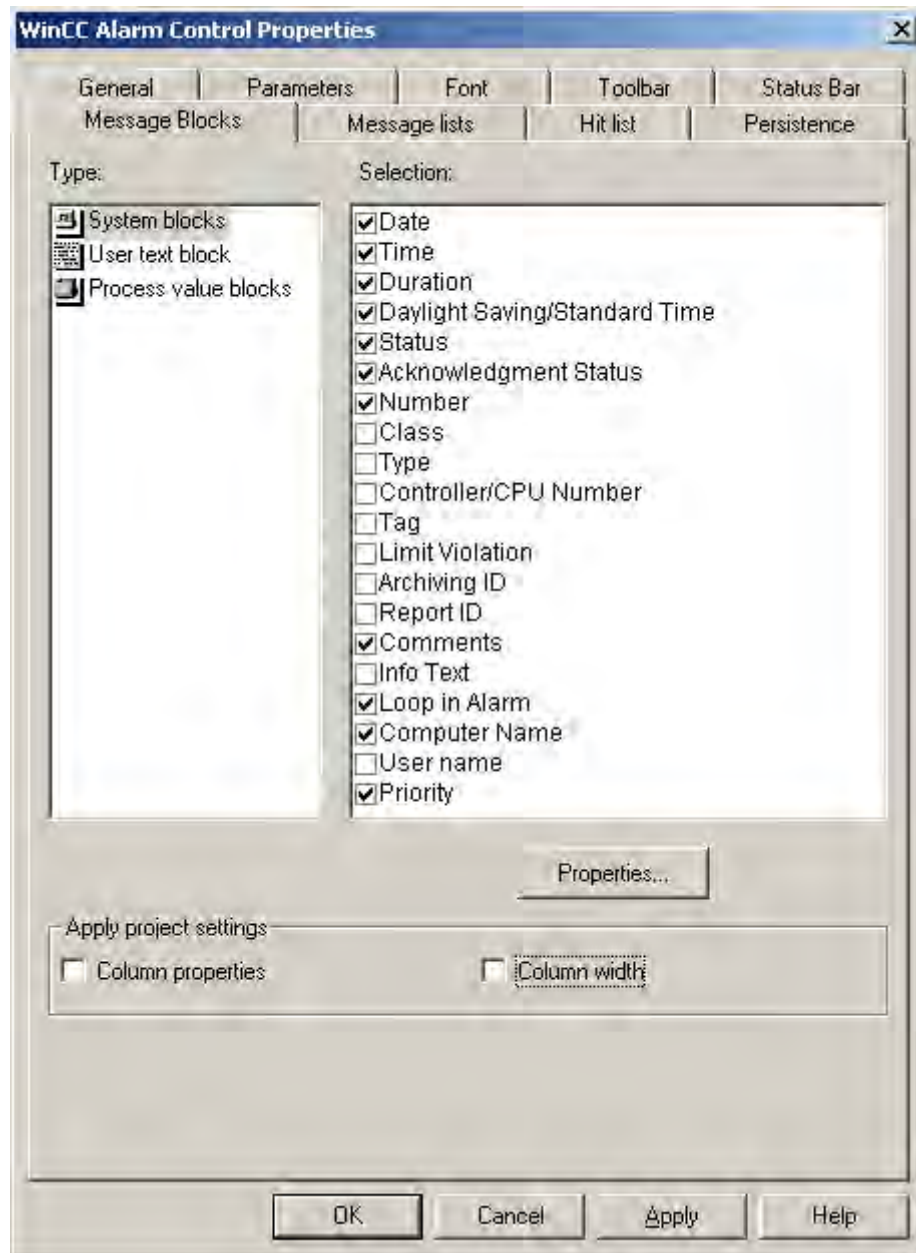 WinCC Alarm Control Properties
General Parameters Font Toolbar Status Bar
Message Blocks Message lists Hit list Persistence
Type: Selection:
System blocks
User text block
Process value blocks
Date
Time
Duration
Daylight Saving/Standard Time
Status
Acknowledgment Status
Number
Class
Type
Controller/CPU Number
Tag
Limit Violation
Archiving ID
Report ID
Comments
Info Text
Loop in Alarm
Computer Name
User name
Priority
Properties...
Apply project settings
Column properties Column width
OK Cancel Apply Help